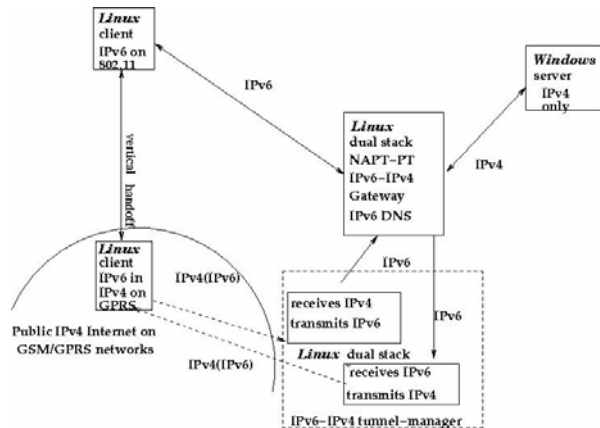 Linux
client
IPv6 on
802.11
IPv6
Windows
server
IPv4
only
IPv4
Linux
dual stack
NAPT-PT
IPv6-IPv4
Gateway
IPv6 DNS
vertical handoff
Linux
client
IPv6 in
IPv4 on
GPRS
IPv4(IPv6)
Public IPv4 Internet on
GSM/GPRS networks
IPv4(IPv6)
IPv6
IPv6
receives IPv4
transmits IPv6
Linux dual stack
receives IPv6
transmits IPv4
IPv6-IPv4 tunnel-manager